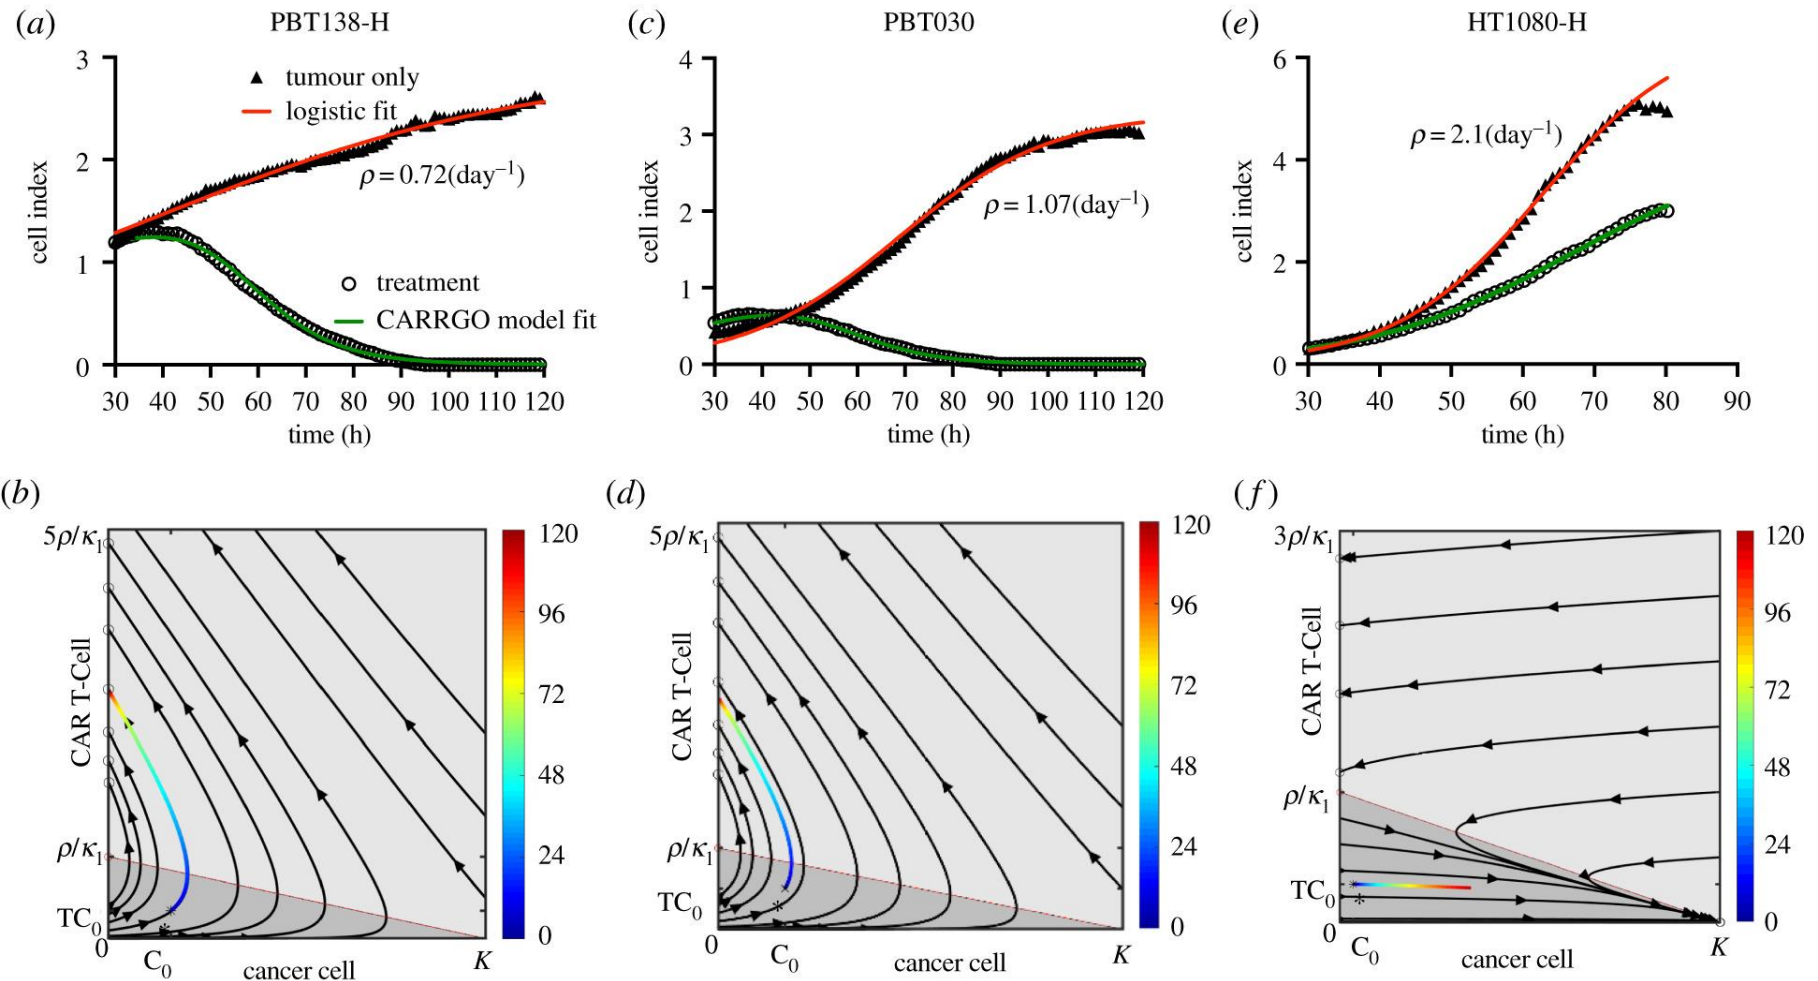 (a) PBT138-H
3
2
1
0
cell index
tumour only
logistic fit
ρ = 0.72(day⁻¹)
treatment
CARRGO model fit
30 40 50 60 70 80 90 100 110 120
time (h)
(c) PBT030
4
3
2
1
0
cell index
ρ = 1.07(day⁻¹)
30 40 50 60 70 80 90 100 110 120
time (h)
(e) HT1080-H
6
4
2
0
cell index
ρ = 2.1(day⁻¹)
30 40 50 60 70 80 90
time (h)
(b)
5ρ/κ₁
CAR T-Cell
ρ/κ₁
TC₀
0
C₀
cancer cell
K
120
96
72
48
24
0
(d)
5ρ/κ₁
CAR T-Cell
ρ/κ₁
TC₀
0
C₀
cancer cell
K
120
96
72
48
24
0
(f)
3ρ/κ₁
CAR T-Cell
ρ/κ₁
TC₀
0
C₀
cancer cell
K
120
96
72
48
24
0